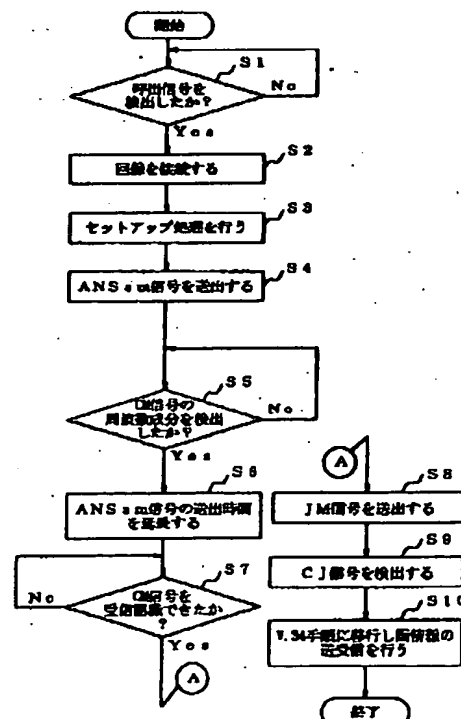 開始
S1
呼出信号を
検出したか?
No
Yes
S2
回線を接続する
S3
セットアップ処理を行う
S4
ANSam信号を送出する
S5
CM信号の
周波数成分を検出
したか?
No
Yes
S6
ANSam信号の送出時間
を延長する
S7
CM信号を
受信認識できたか
?
No
Yes
A
A
S8
JM信号を送出する
S9
CJ信号を検出する
S10
V.34手順に移行し画情報の
送受信を行う
終了